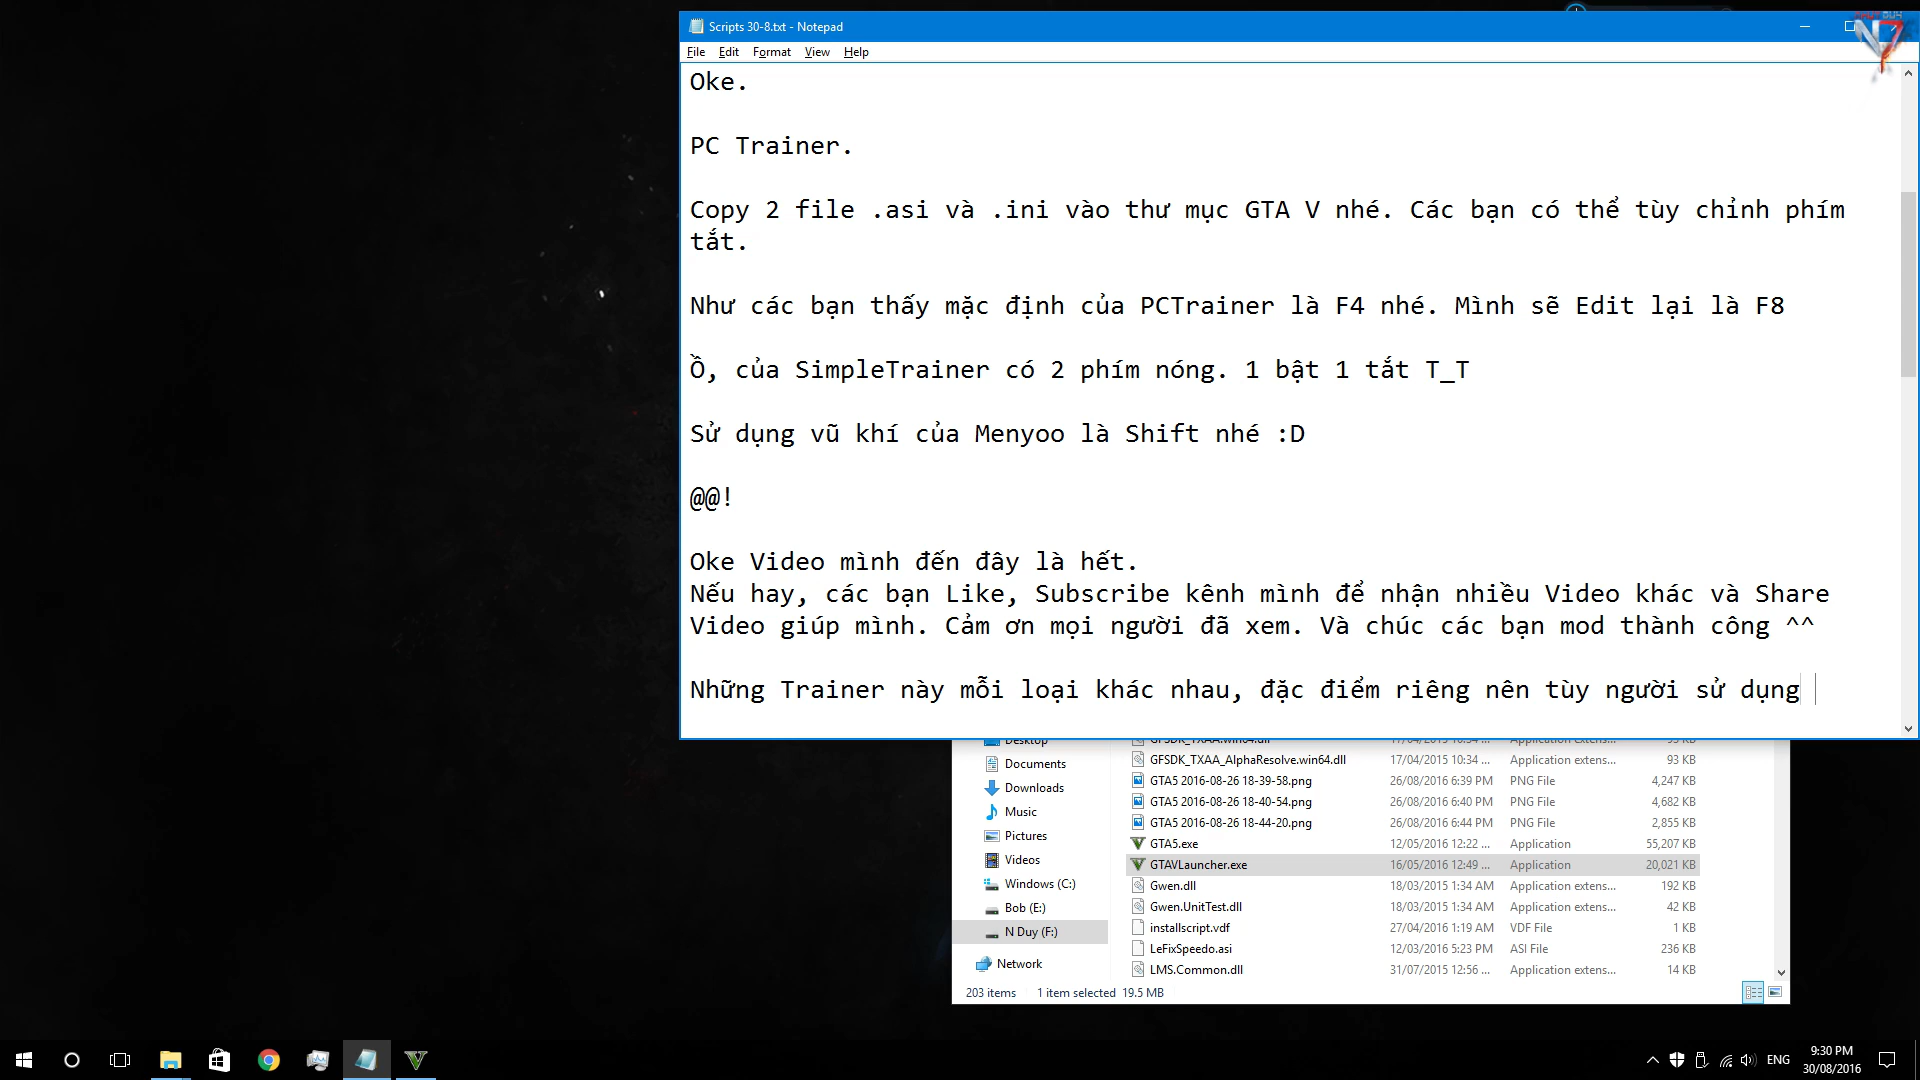 Scripts 30-8.txt - Notepad
File Edit Format View Help
Oke.
PC Trainer.
Copy 2 file .asi và .ini vào thư mục GTA V nhé. Các bạn có thể tùy chỉnh phím
tắt.
Như các bạn thấy mặc định của PCTrainer là F4 nhé. Mình sẽ Edit lại là F8
Ồ, của SimpleTrainer có 2 phím nóng. 1 bật 1 tắt T_T
Sử dụng vũ khí của Menyoo là Shift nhé :D
@@!
Oke Video mình đến đây là hết.
Nếu hay, các bạn Like, Subscribe kênh mình để nhận nhiều Video khác và Share
Video giúp mình. Cảm ơn mọi người đã xem. Và chúc các bạn mod thành công ^^
Những Trainer này mỗi loại khác nhau, đặc điểm riêng nên tùy người sử dụng
Desktop
Documents
Downloads
Music
Pictures
Videos
Windows (C:)
Bob (E:)
N Duy (F:)
Network
GFSDK_TXAA.win64.dll 17/04/2015 10:34 ... Application extens... 93 KB
GFSDK_TXAA_AlphaResolve.win64.dll 17/04/2015 10:34 ... Application extens... 93 KB
GTA5 2016-08-26 18-39-58.png 26/08/2016 6:39 PM PNG File 4,247 KB
GTA5 2016-08-26 18-40-54.png 26/08/2016 6:40 PM PNG File 4,682 KB
GTA5 2016-08-26 18-44-20.png 26/08/2016 6:44 PM PNG File 2,855 KB
GTA5.exe 12/05/2016 12:22 ... Application 55,207 KB
GTAVLauncher.exe 16/05/2016 12:49 ... Application 20,021 KB
Gwen.dll 18/03/2015 1:34 AM Application extens... 192 KB
Gwen.UnitTest.dll 18/03/2015 1:34 AM Application extens... 42 KB
installscript.vdf 27/04/2016 1:19 AM VDF File 1 KB
LeFixSpeedo.asi 12/03/2016 5:23 PM ASI File 236 KB
LMS.Common.dll 31/07/2015 12:56 ... Application extens... 14 KB
203 items 1 item selected 19.5 MB
ENG
9:30 PM
30/08/2016